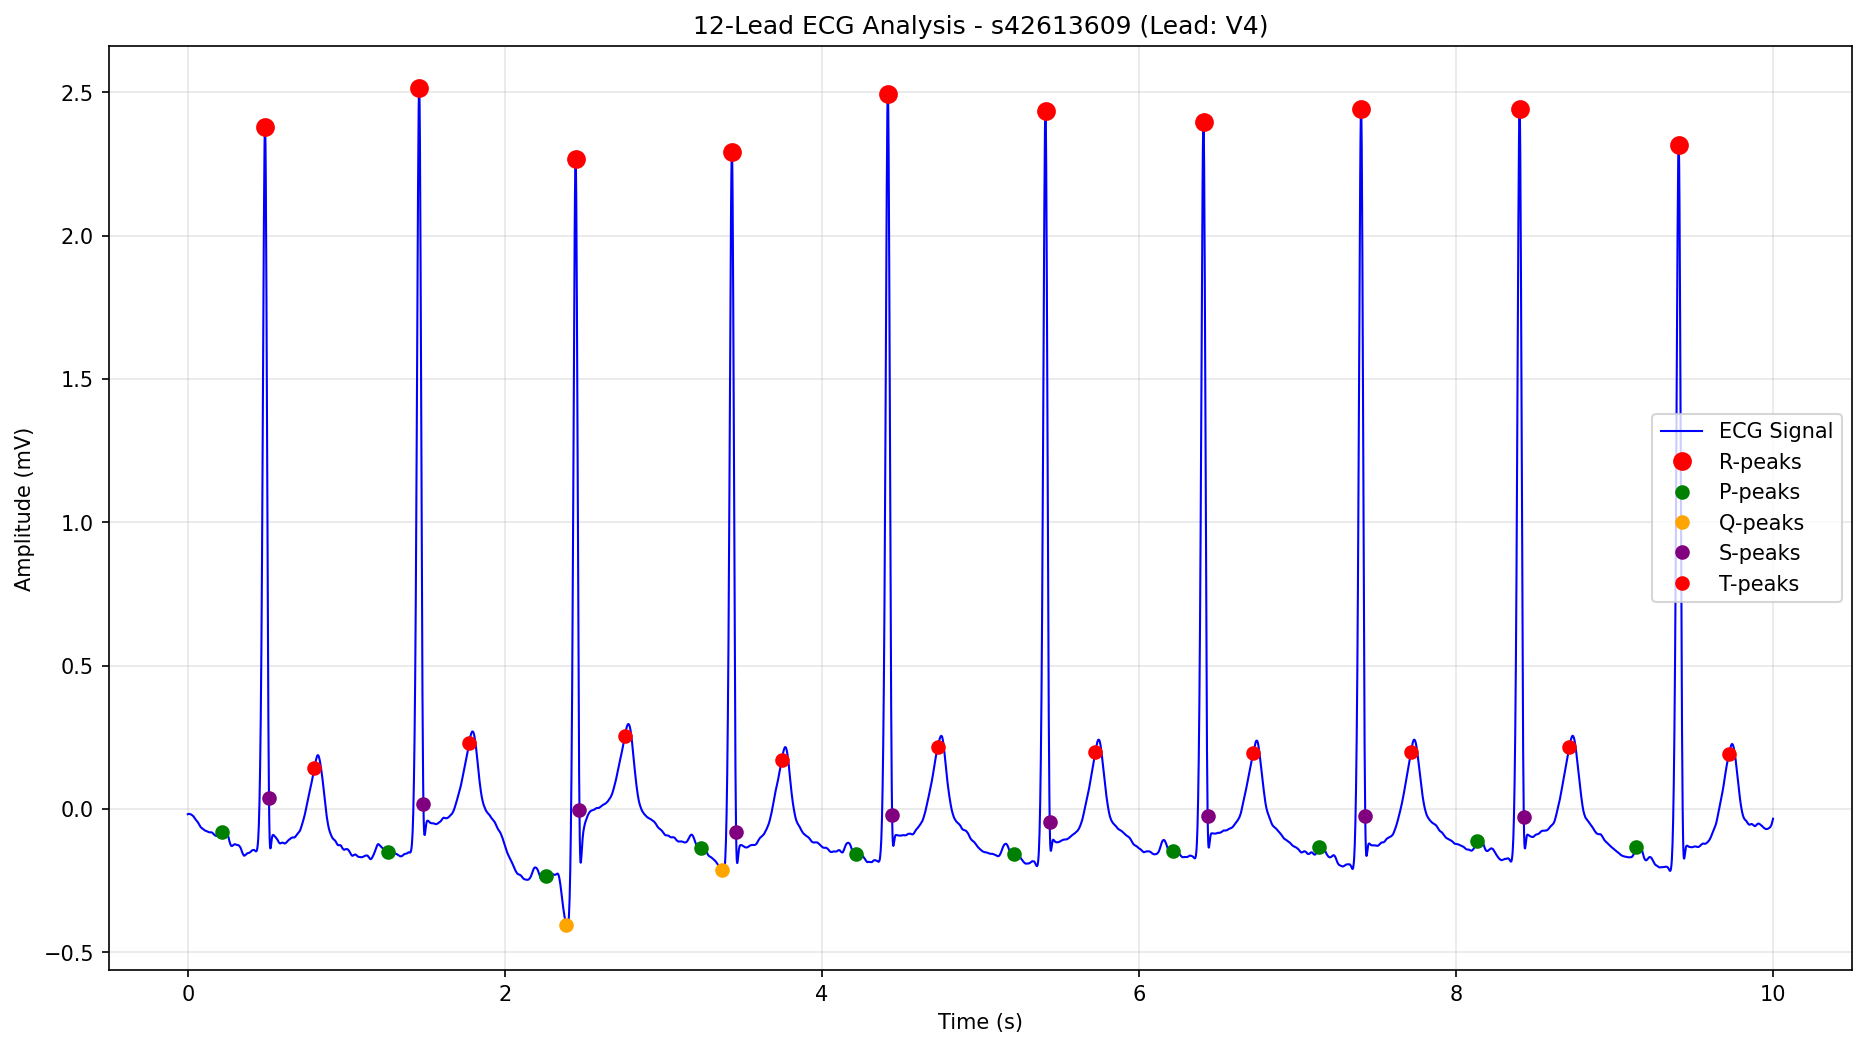 12-Lead ECG Analysis - s42613609 (Lead: V4)
Amplitude (mV)
2.5
2.0
1.5
1.0
0.5
0.0
−0.5
ECG Signal
R-peaks
P-peaks
Q-peaks
S-peaks
T-peaks
0 2 4 6 8 10
Time (s)